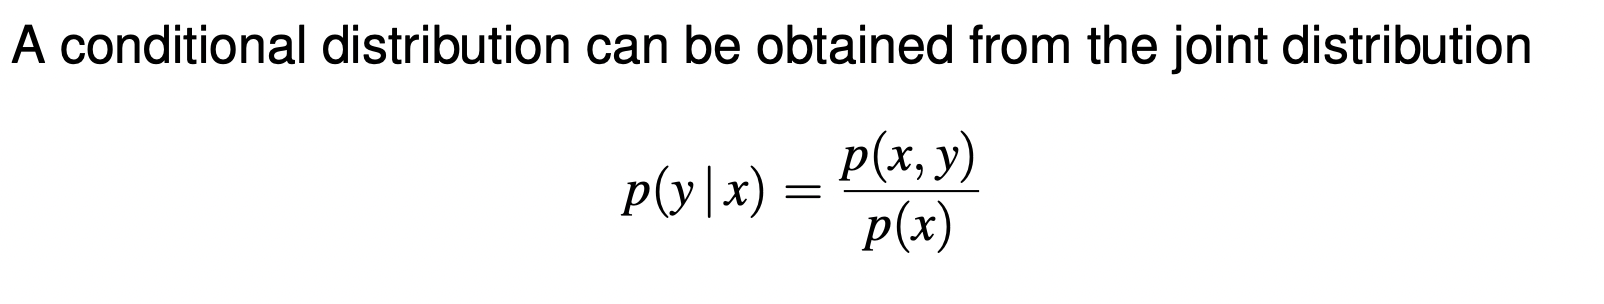 A conditional distribution can be obtained from the joint distribution
p(y | x) = p(x, y) / p(x)